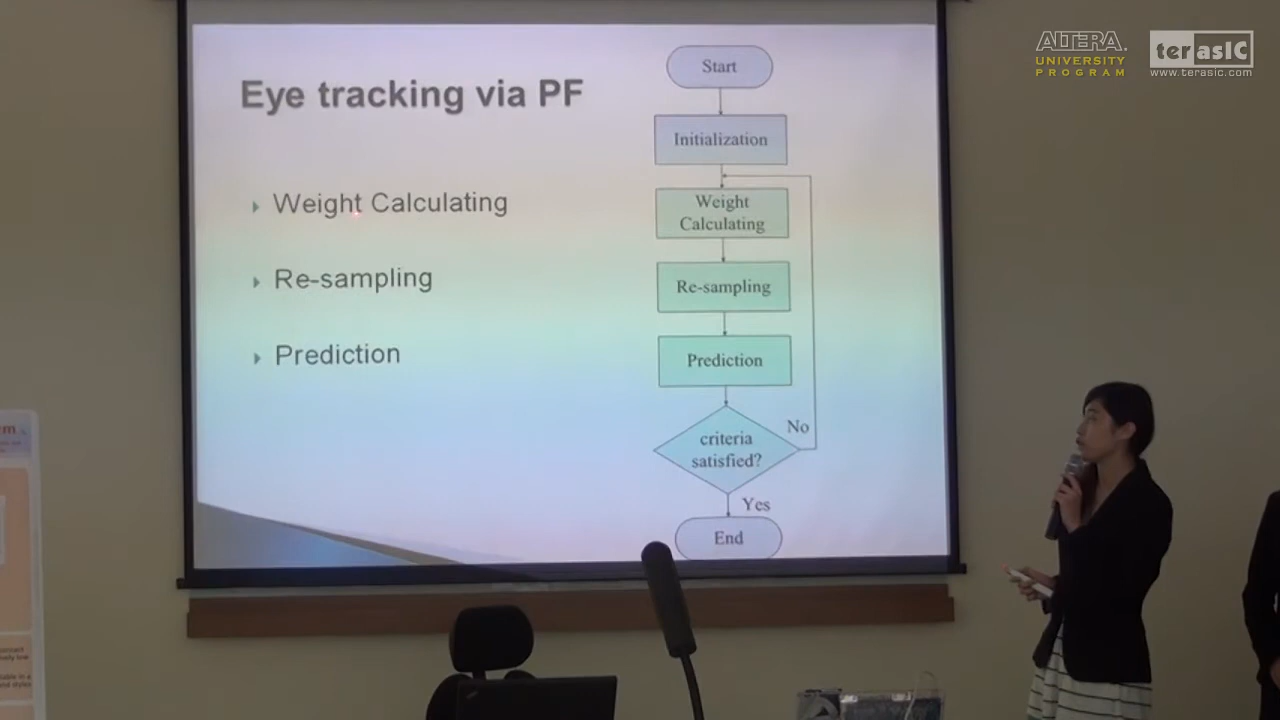 Eye tracking via PF
Weight Calculating
Re-sampling
Prediction
Start
Initialization
Weight
Calculating
Re-sampling
Prediction
criteria
satisfied?
No
Yes
End
ALTERA
UNIVERSITY
PROGRAM
terasIC
www.terasic.com